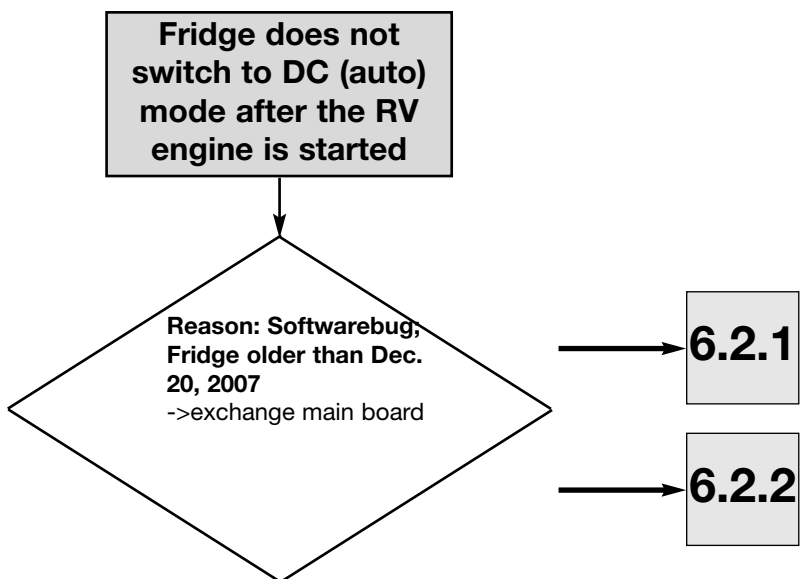 Fridge does not
switch to DC (auto)
mode after the RV
engine is started
Reason: Softwarebug;
Fridge older than Dec.
20, 2007
->exchange main board
6.2.1
6.2.2